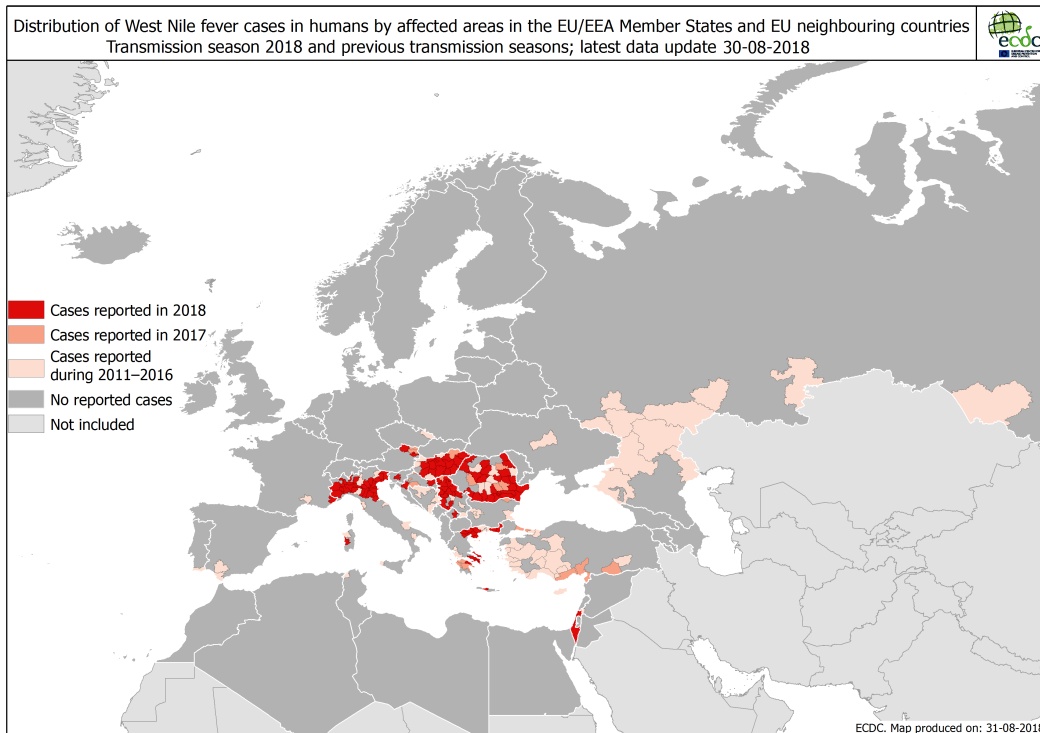 Distribution of West Nile fever cases in humans by affected areas in the EU/EEA Member States and EU neighbouring countries
Transmission season 2018 and previous transmission seasons; latest data update 30-08-2018
ecdc
Cases reported in 2018
Cases reported in 2017
Cases reported
during 2011–2016
No reported cases
Not included
ECDC. Map produced on: 31-08-2018